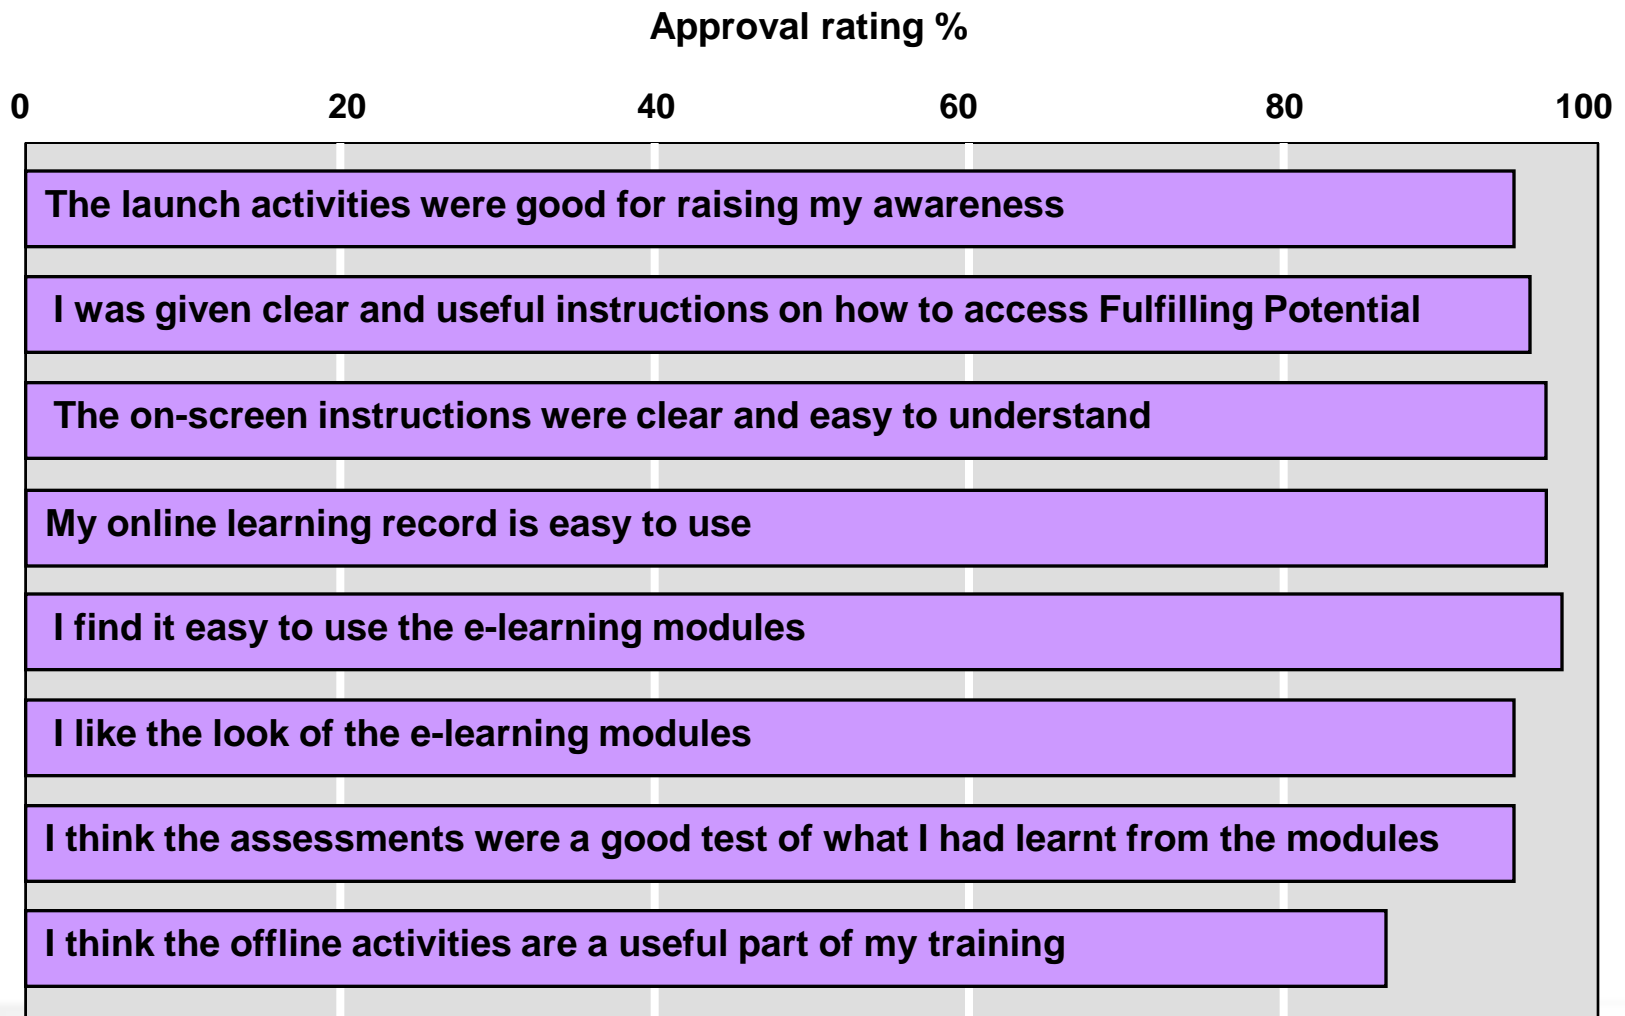 Approval rating %
0 20 40 60 80 100
The launch activities were good for raising my awareness
I was given clear and useful instructions on how to access Fulfilling Potential
The on-screen instructions were clear and easy to understand
My online learning record is easy to use
I find it easy to use the e-learning modules
I like the look of the e-learning modules
I think the assessments were a good test of what I had learnt from the modules
I think the offline activities are a useful part of my training